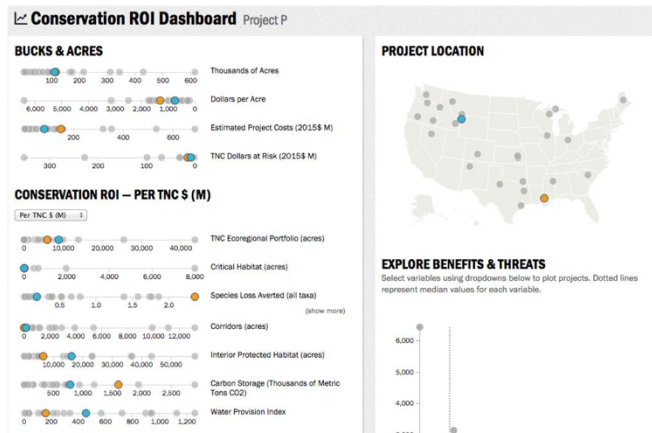 Conservation ROI Dashboard Project P
BUCKS & ACRES
Thousands of Acres
100 200 300 400 500 600
Dollars per Acre
6,000 5,000 4,000 3,000 2,000 1,000 0
Estimated Project Costs (2015$ M)
200 400 600
TNC Dollars at Risk (2015$ M)
300 200 100 0
CONSERVATION ROI — PER TNC $ (M)
Per TNC $ (M)
TNC Ecoregional Portfolio (acres)
0 10,000 20,000 30,000 40,000
Critical Habitat (acres)
0 2,000 4,000 6,000 8,000
Species Loss Averted (all taxa)
0.5 1.0 1.5 2.0
(show more)
Corridors (acres)
0 2,000 4,000 6,000 8,000 10,000 12,000
Interior Protected Habitat (acres)
10,000 20,000 30,000 40,000 50,000
Carbon Storage (Thousands of Metric
Tons CO2)
500 1,000 1,500 2,000 2,500
Water Provision Index
0 200 400 600 800 1,000 1,200
PROJECT LOCATION
EXPLORE BENEFITS & THREATS
Select variables using dropdowns below to plot projects. Dotted lines
represent median values for each variable.
6,000
5,000
4,000